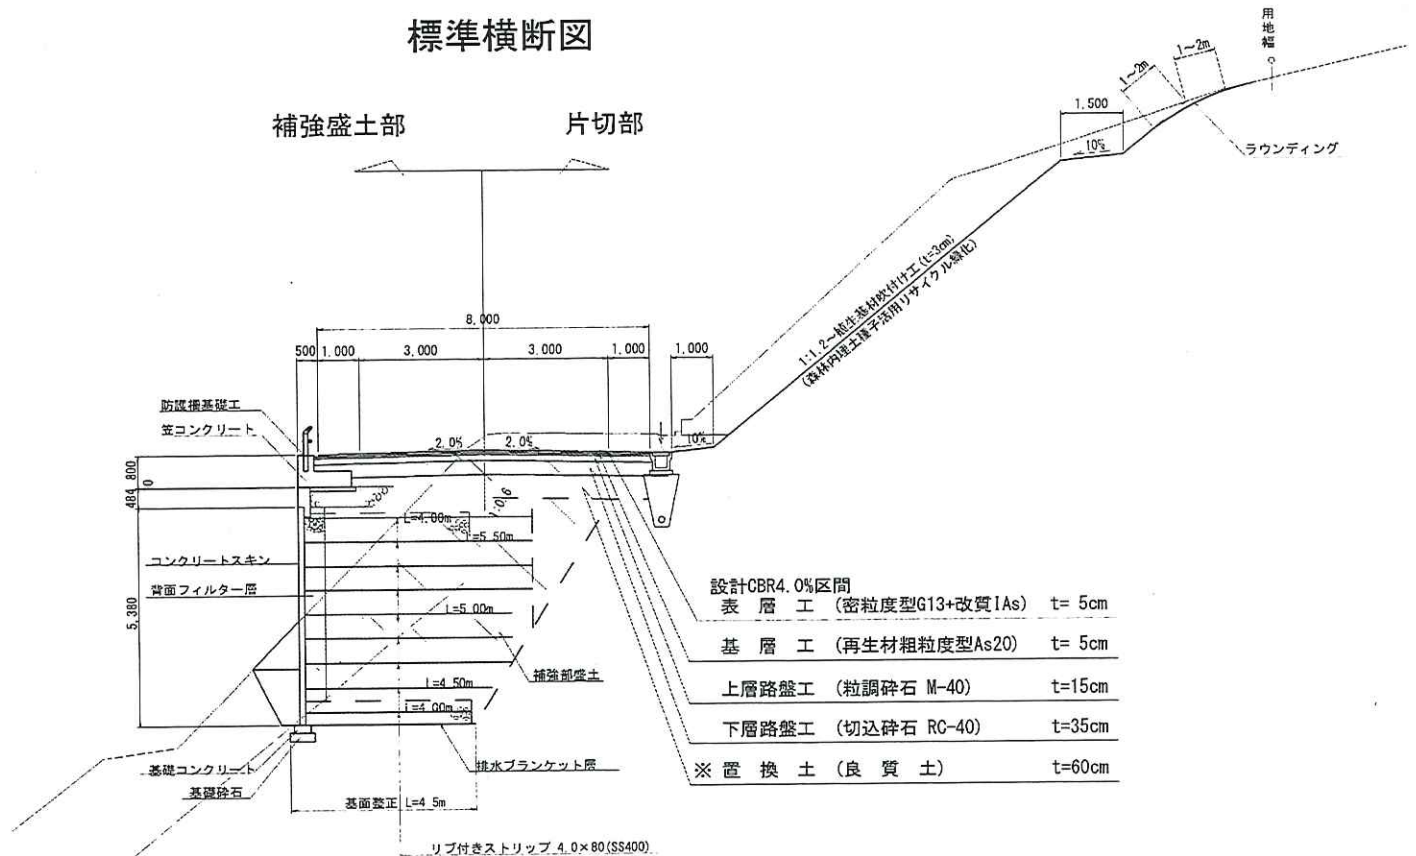 標準横断図
用地幅
1～2m
1～2m
1.500
10%
ラウンディング
補強盛土部
片切部
1:1.2～植生基材吹付け工(t=3cm)
(森林内埋土種子活用リサイクル緑化)
8.000
500
1.000
3.000
3.000
1.000
1.000
防護柵基礎工
笠コンクリート
2.0%
2.0%
10%
800
0
484
5,380
1:0.6
L=4.00m
L=5.50m
コンクリートスキン
背面フィルター層
L=5.00m
補強部盛土
L=4.50m
L=4.00m
設計CBR4.0%区間
表層工 (密粒度型G13+改質IAs) t= 5cm
基層工 (再生材粗粒度型As20) t= 5cm
上層路盤工 (粒調砕石 M-40) t=15cm
下層路盤工 (切込砕石 RC-40) t=35cm
※ 置換土 (良質土) t=60cm
基礎コンクリート
基礎砕石
排水ブランケット層
基面整正 L=4.5m
リブ付きストリップ 4.0×80(SS400)